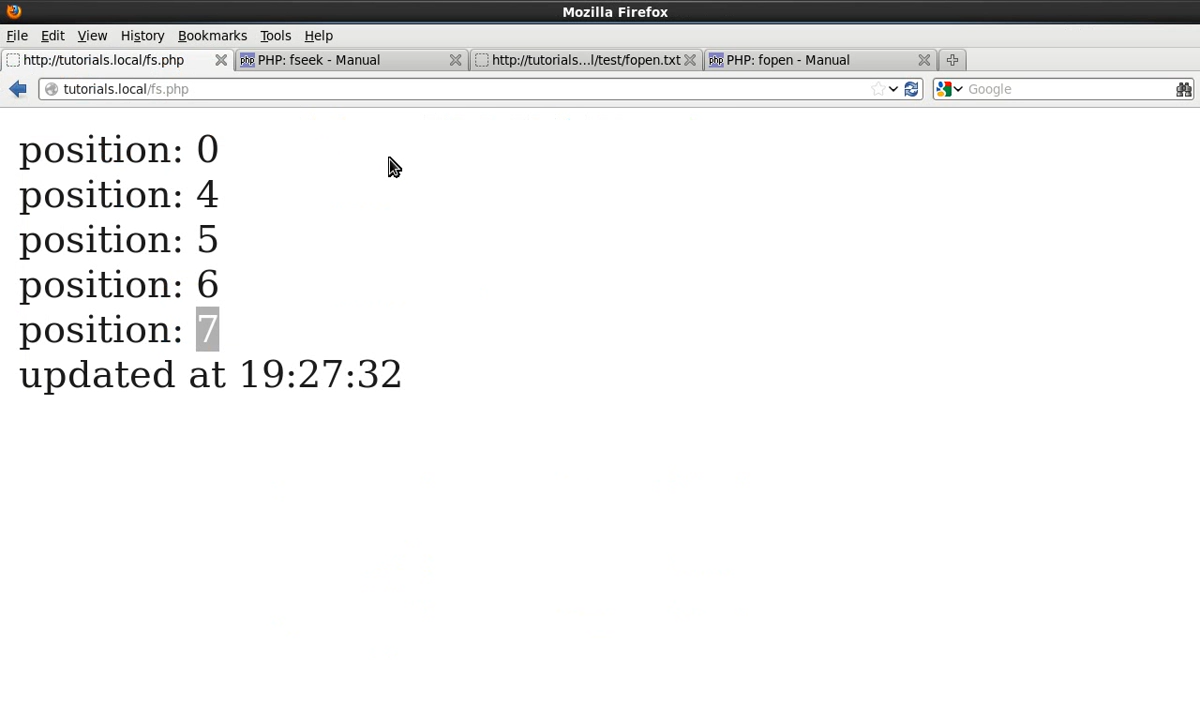 Mozilla Firefox
File Edit View History Bookmarks Tools Help
http://tutorials.local/fs.php php PHP: fseek - Manual http://tutorials...l/test/fopen.txt php PHP: fopen - Manual
tutorials.local/fs.php Google
position: 0
position: 4
position: 5
position: 6
position: 7
updated at 19:27:32